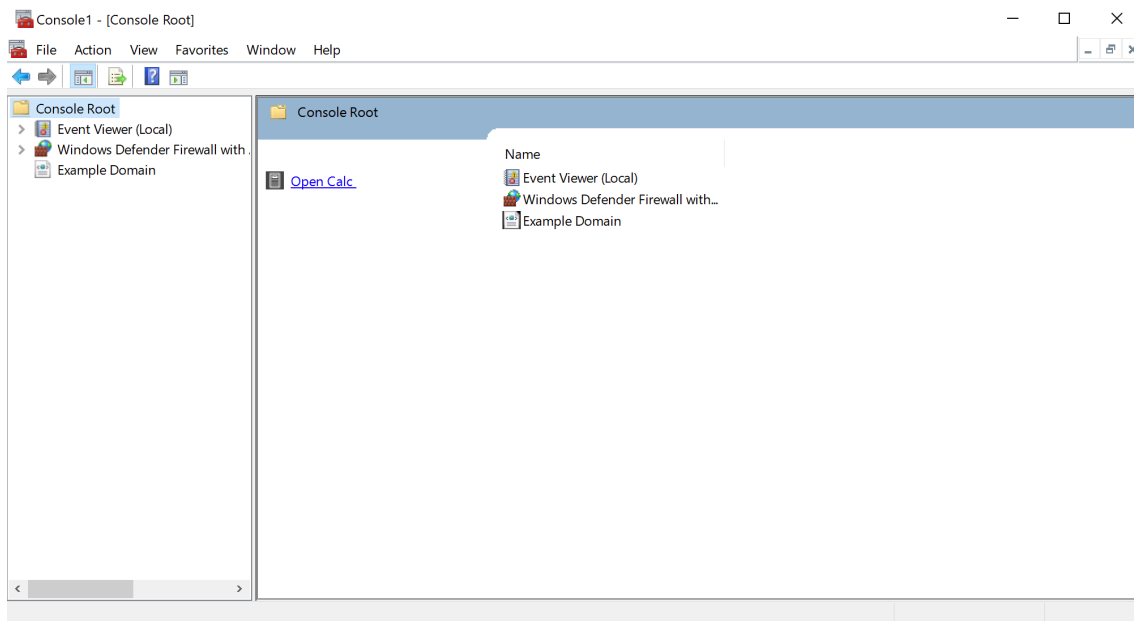 Console1 - [Console Root]
File Action View Favorites Window Help
Console Root
Event Viewer (Local)
Windows Defender Firewall with .
Example Domain
Console Root
Open Calc
Name
Event Viewer (Local)
Windows Defender Firewall with...
Example Domain